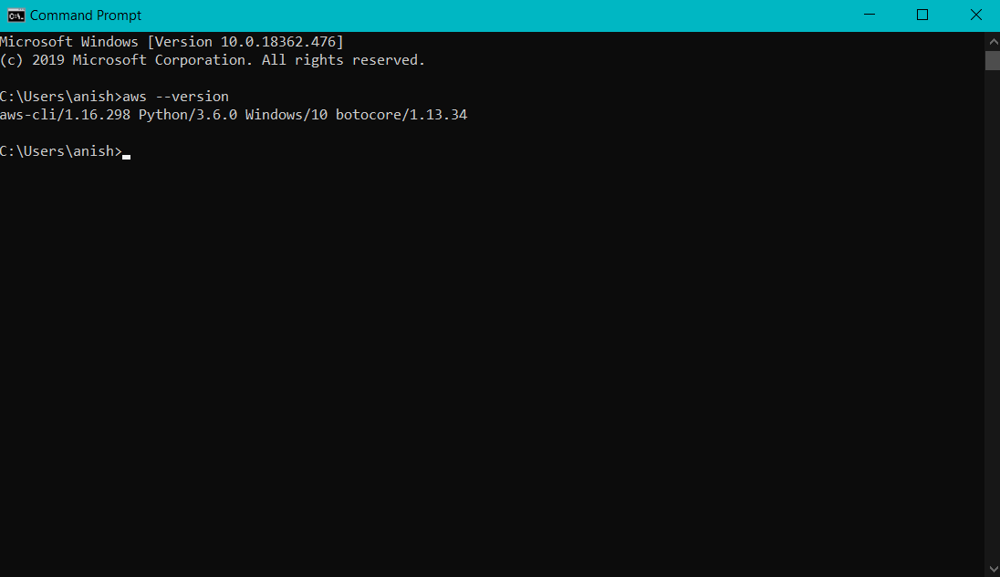 Command Prompt
Microsoft Windows [Version 10.0.18362.476]
(c) 2019 Microsoft Corporation. All rights reserved.
C:\Users\anish>aws --version
aws-cli/1.16.298 Python/3.6.0 Windows/10 botocore/1.13.34
C:\Users\anish>